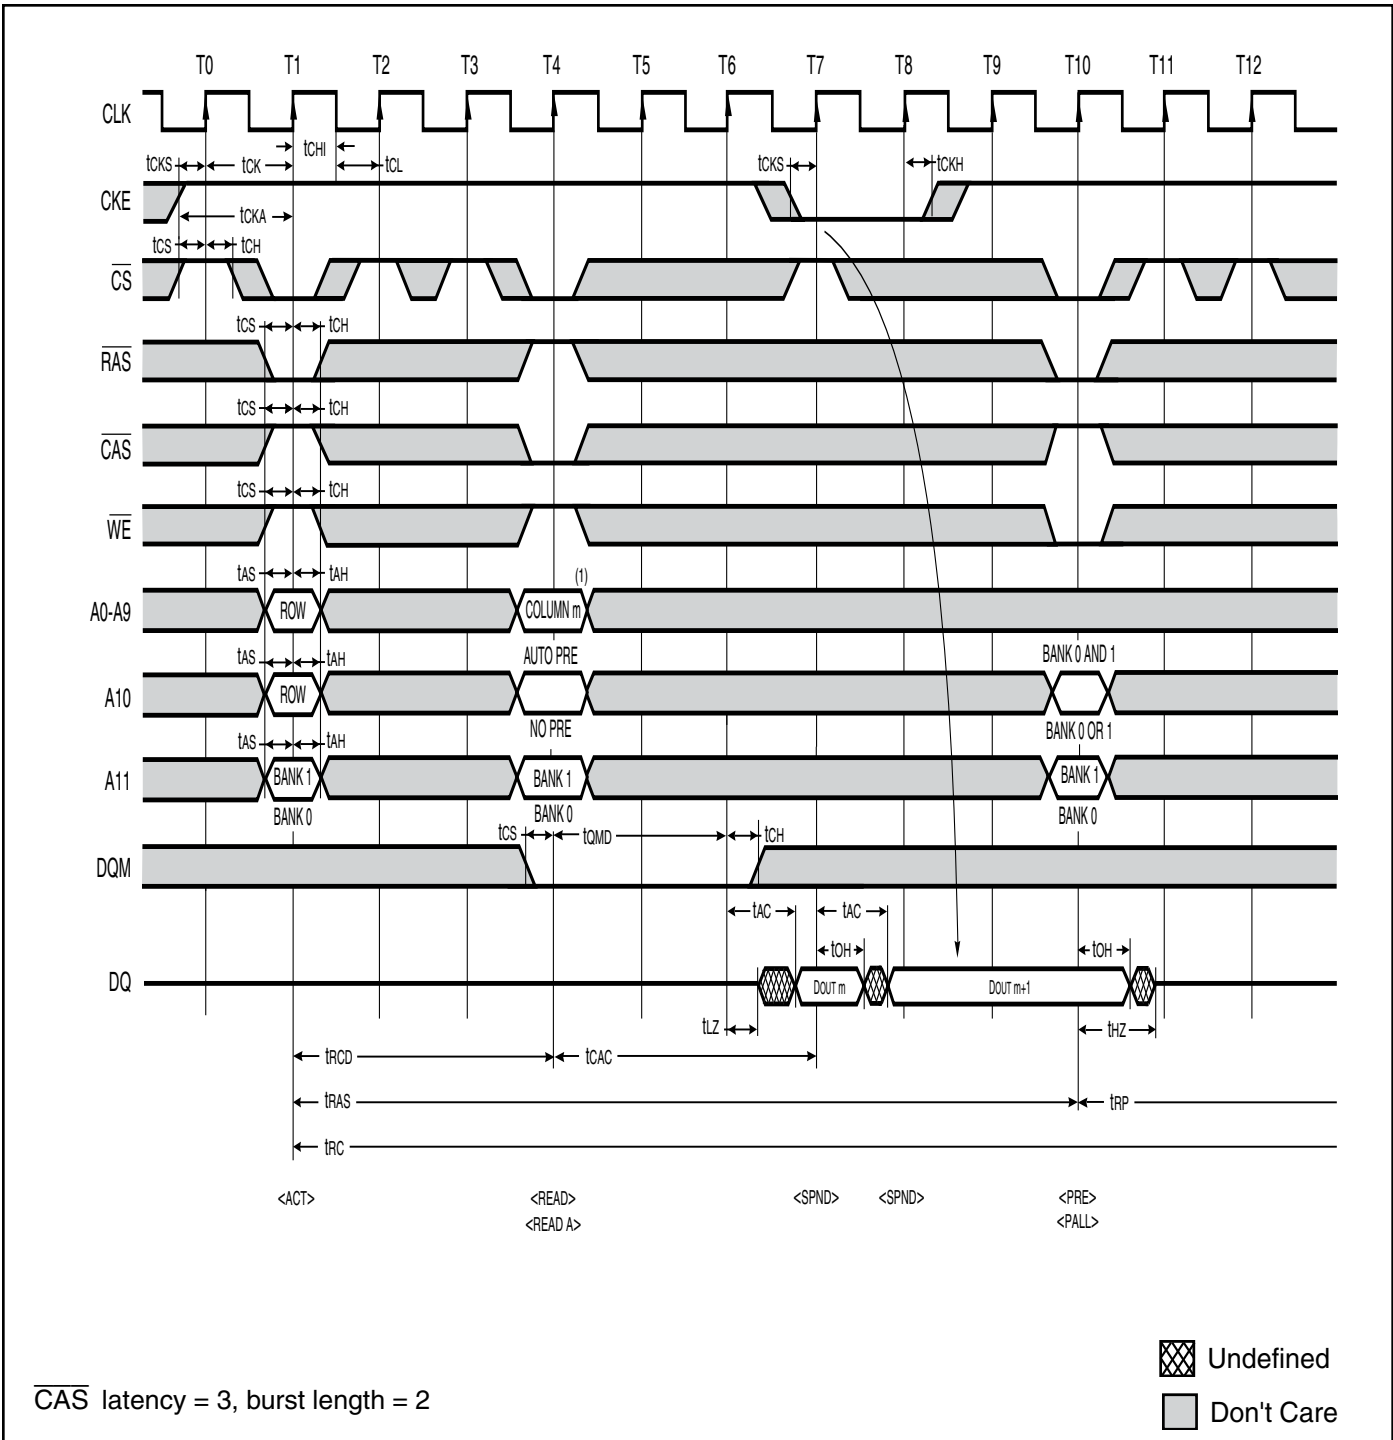 T0 T1 T2 T3 T4 T5 T6 T7 T8 T9 T10 T11 T12
CLK
tCHI
tCKS tCK tCL tCKS tCKH
CKE
tCKA
tCS tCH
CS
tCS tCH
RAS
tCS tCH
CAS
tCS tCH
WE
tAS tAH (1)
A0-A9 ROW COLUMN m
tAS tAH AUTO PRE BANK 0 AND 1
A10 ROW
NO PRE BANK 0 OR 1
tAS tAH
A11 BANK 1 BANK 1 BANK 1
BANK 0 BANK 0 BANK 0
tCS tQMD tCH
DQM
tAC tAC
tOH tOH
DQ DOUT m DOUT m+1
tLZ tHZ
tRCD tCAC
tRAS tRP
tRC
<ACT> <READ> <SPND> <SPND> <PRE>
<READ A> <PALL>
Undefined
CAS latency = 3, burst length = 2
Don't Care